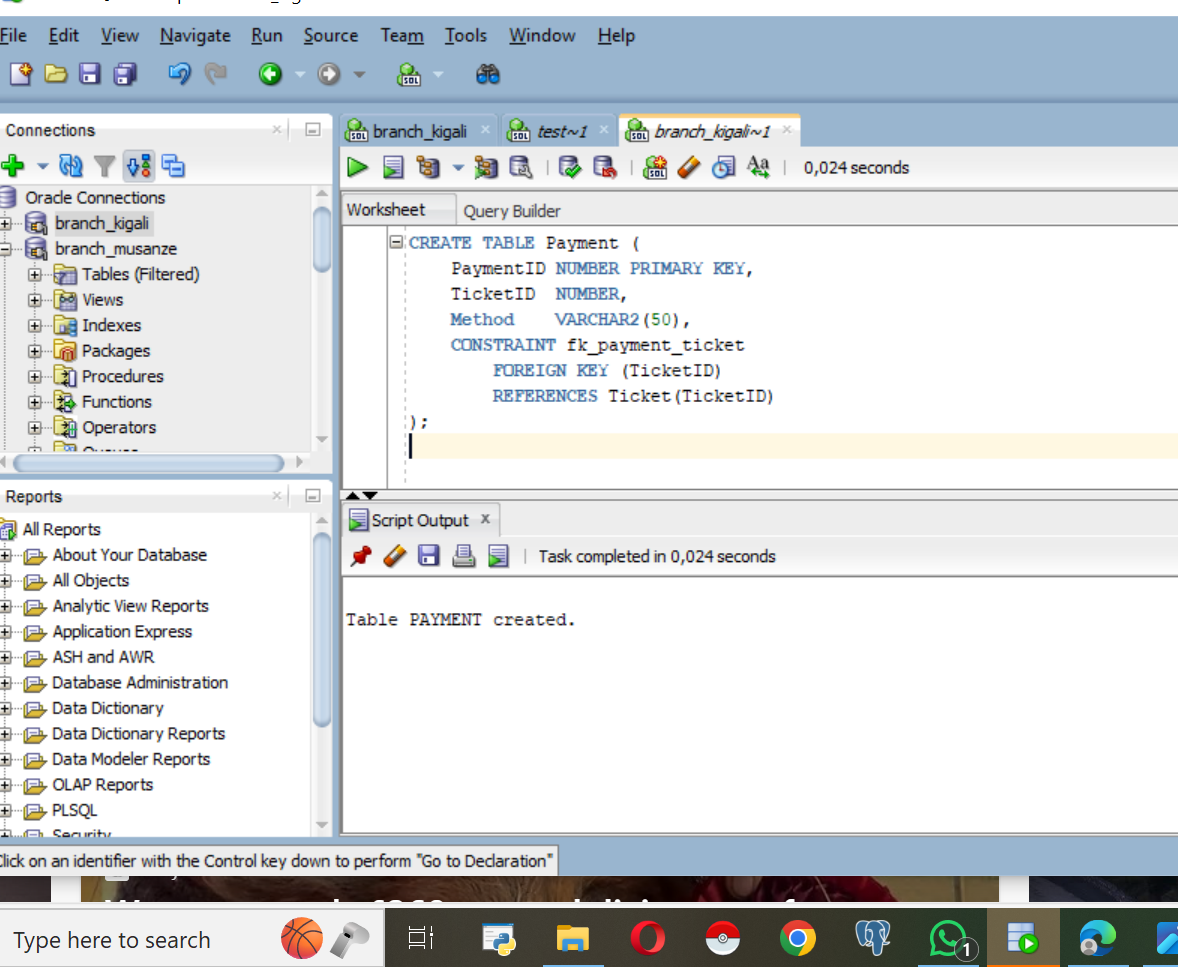 File Edit View Navigate Run Source Team Tools Window Help
Connections
Oracle Connections
branch_kigali
branch_musanze
Tables (Filtered)
Views
Indexes
Packages
Procedures
Functions
Operators
Queues
Reports
All Reports
About Your Database
All Objects
Analytic View Reports
Application Express
ASH and AWR
Database Administration
Data Dictionary
Data Dictionary Reports
Data Modeler Reports
OLAP Reports
PLSQL
Security
branch_kigali test~1 branch_kigali~1
0,024 seconds
Worksheet Query Builder
CREATE TABLE Payment (
PaymentID NUMBER PRIMARY KEY,
TicketID NUMBER,
Method VARCHAR2(50),
CONSTRAINT fk_payment_ticket
FOREIGN KEY (TicketID)
REFERENCES Ticket(TicketID)
);
Script Output
Task completed in 0,024 seconds
Table PAYMENT created.
Click on an identifier with the Control key down to perform "Go to Declaration"
Type here to search
1